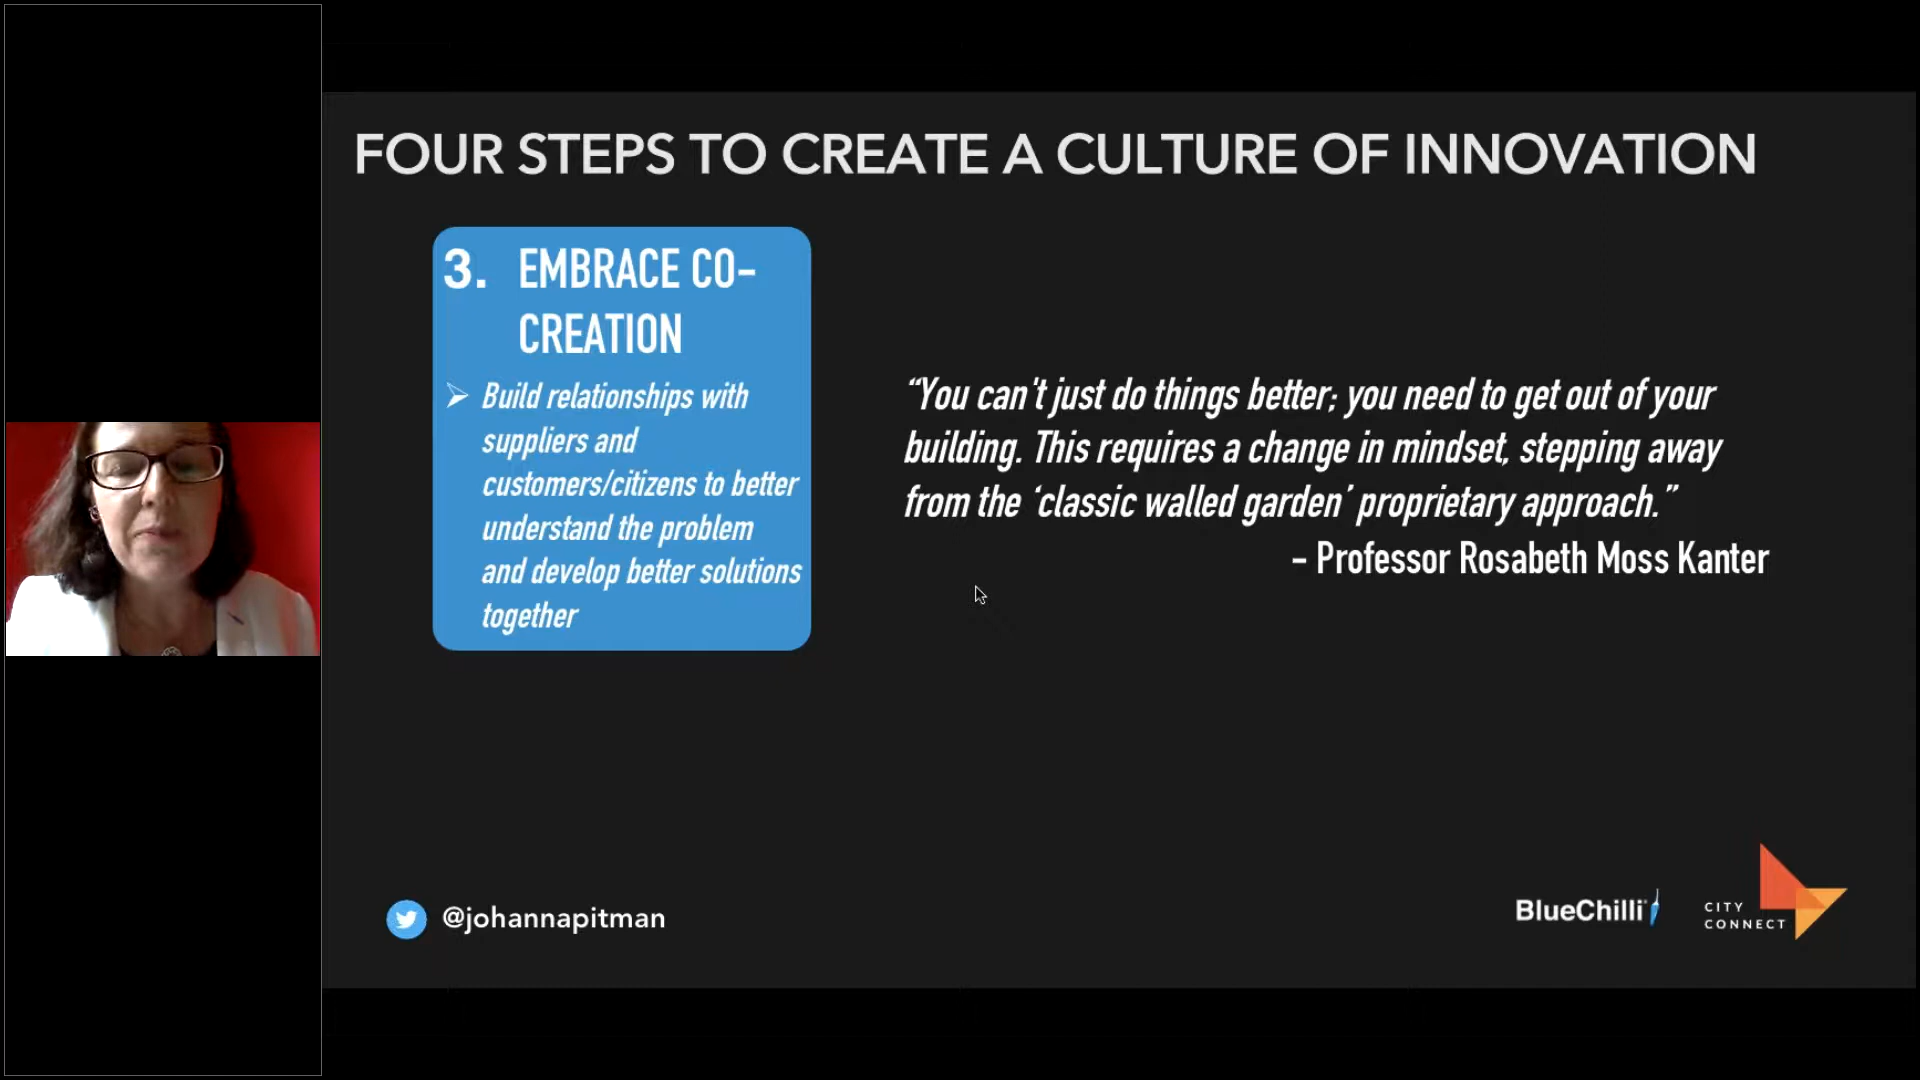 FOUR STEPS TO CREATE A CULTURE OF INNOVATION
3. EMBRACE CO-
CREATION
Build relationships with
suppliers and
customers/citizens to better
understand the problem
and develop better solutions
together
“You can't just do things better; you need to get out of your
building. This requires a change in mindset, stepping away
from the ‘classic walled garden’ proprietary approach.”
– Professor Rosabeth Moss Kanter
@johannapitman
BlueChilli
CITY
CONNECT